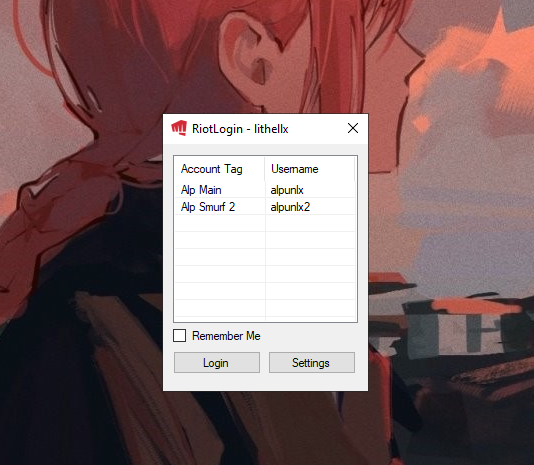 RiotLogin - lithellx
Account Tag Username
Alp Main alpunlx
Alp Smurf 2 alpunlx2
Remember Me
Login Settings